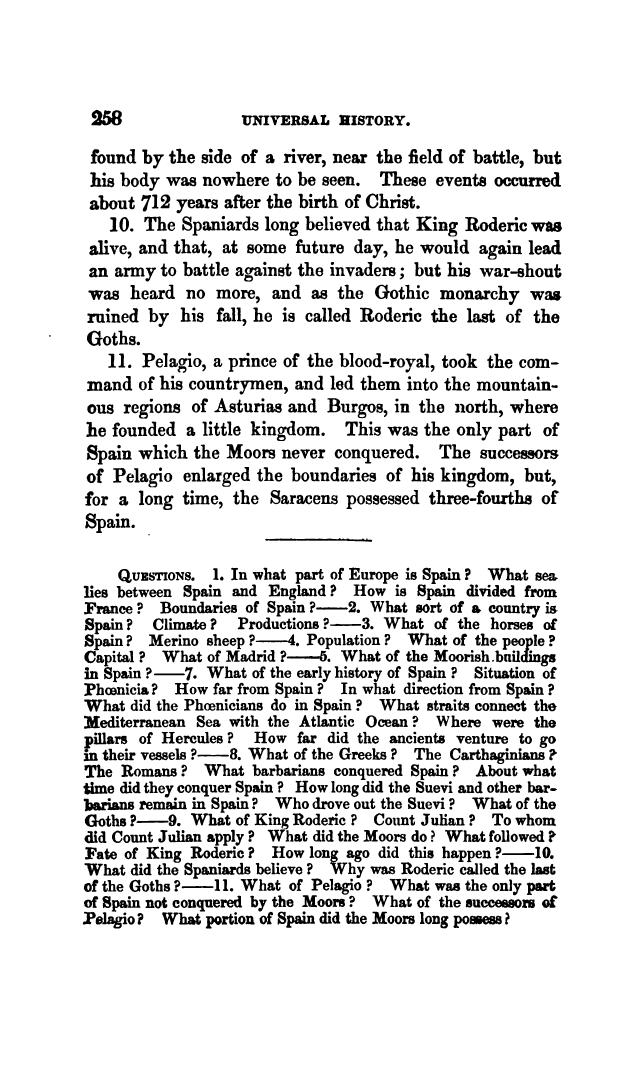 258 UNIVERSAL HISTORY.
found by the side of a river, near the field of battle, but
his body was nowhere to be seen. These events occurred
about 712 years after the birth of Christ.
10. The Spaniards long believed that King Roderic was
alive, and that, at some future day, he would again lead
an army to battle against the invaders; but his war-shout
was heard no more, and as the Gothic monarchy was
ruined by his fall, he is called Roderic the last of the
Goths.
11. Pelagio, a prince of the blood-royal, took the com-
mand of his countrymen, and led them into the mountain-
ous regions of Asturias and Burgos, in the north, where
he founded a little kingdom. This was the only part of
Spain which the Moors never conquered. The successors
of Pelagio enlarged the boundaries of his kingdom, but,
for a long time, the Saracens possessed three-fourths of
Spain.
QUESTIONS. 1. In what part of Europe is Spain? What sea
lies between Spain and England? How is Spain divided from
France? Boundaries of Spain?——2. What sort of a country is
Spain? Climate? Productions?——3. What of the horses of
Spain? Merino sheep?——4. Population? What of the people?
Capital? What of Madrid?——5. What of the Moorish buildings
in Spain?——7. What of the early history of Spain? Situation of
Phœnicia? How far from Spain? In what direction from Spain?
What did the Phœnicians do in Spain? What straits connect the
Mediterranean Sea with the Atlantic Ocean? Where were the
pillars of Hercules? How far did the ancients venture to go
in their vessels?——8. What of the Greeks? The Carthaginians?
The Romans? What barbarians conquered Spain? About what
time did they conquer Spain? How long did the Suevi and other bar-
barians remain in Spain? Who drove out the Suevi? What of the
Goths?——9. What of King Roderic? Count Julian? To whom
did Count Julian apply? What did the Moors do? What followed?
Fate of King Roderic? How long ago did this happen?——10.
What did the Spaniards believe? Why was Roderic called the last
of the Goths?——11. What of Pelagio? What was the only part
of Spain not conquered by the Moors? What of the successors of
Pelagio? What portion of Spain did the Moors long possess?